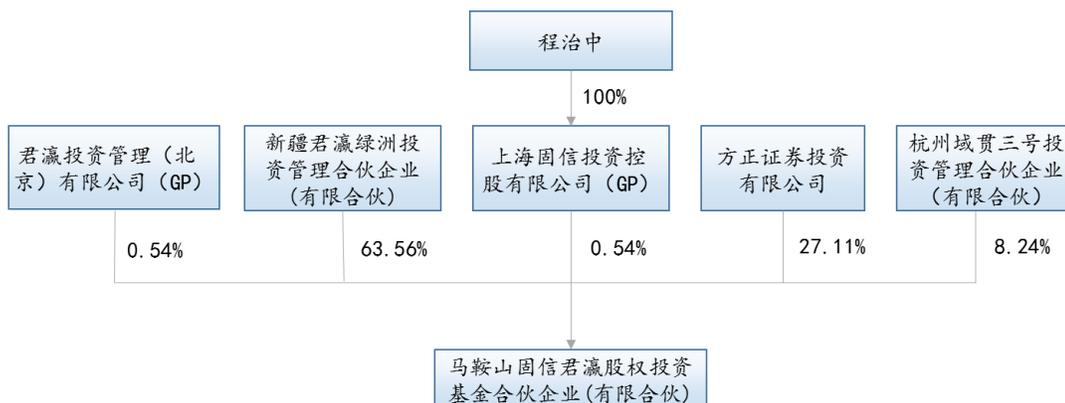 程治中
100%
君瀛投资管理（北
京）有限公司（GP）
新疆君瀛绿洲投
资管理合伙企业
(有限合伙)
上海固信投资控
股有限公司（GP）
方正证券投资
有限公司
杭州域贯三号投
资管理合伙企业
（有限合伙）
0.54%
63.56%
0.54%
27.11%
8.24%
马鞍山固信君瀛股权投资
基金合伙企业(有限合伙)